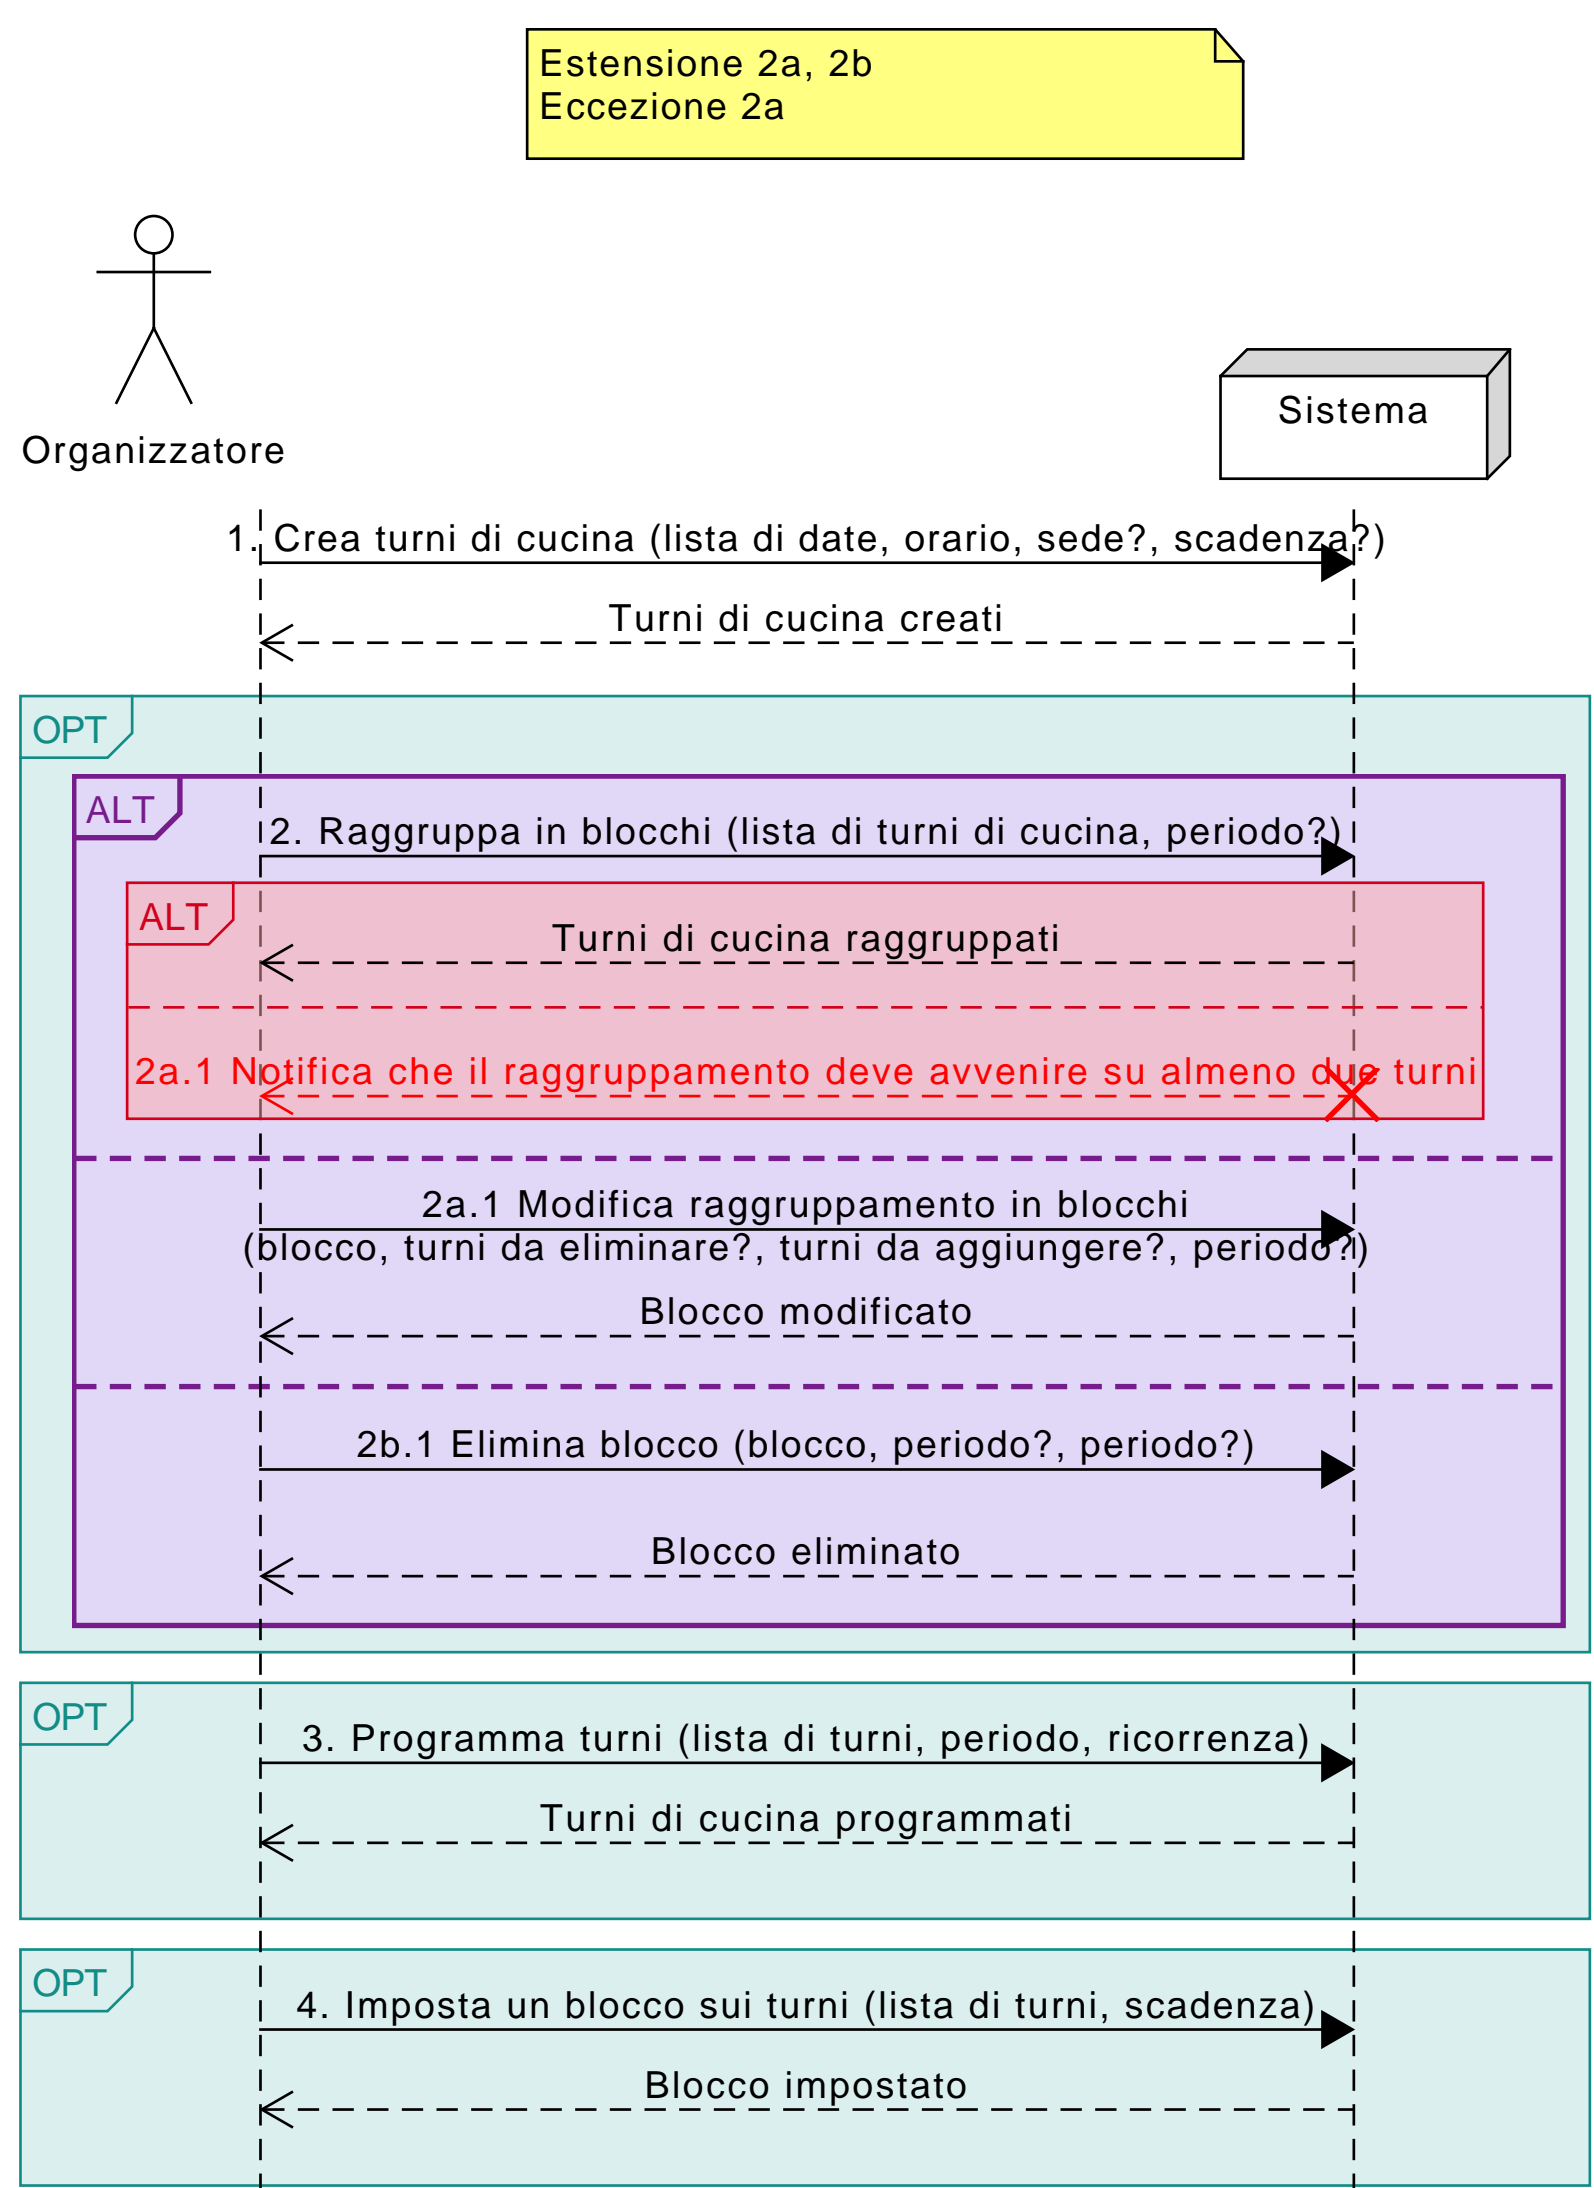 Estensione 2a, 2b
Eccezione 2a
Organizzatore
Sistema
1. Crea turni di cucina (lista di date, orario, sede?, scadenza?)
Turni di cucina creati
OPT
ALT
2. Raggruppa in blocchi (lista di turni di cucina, periodo?)
ALT
Turni di cucina raggruppati
2a.1 Notifica che il raggruppamento deve avvenire su almeno due turni
2a.1 Modifica raggruppamento in blocchi
(blocco, turni da eliminare?, turni da aggiungere?, periodo?)
Blocco modificato
2b.1 Elimina blocco (blocco, periodo?, periodo?)
Blocco eliminato
OPT
3. Programma turni (lista di turni, periodo, ricorrenza)
Turni di cucina programmati
OPT
4. Imposta un blocco sui turni (lista di turni, scadenza)
Blocco impostato